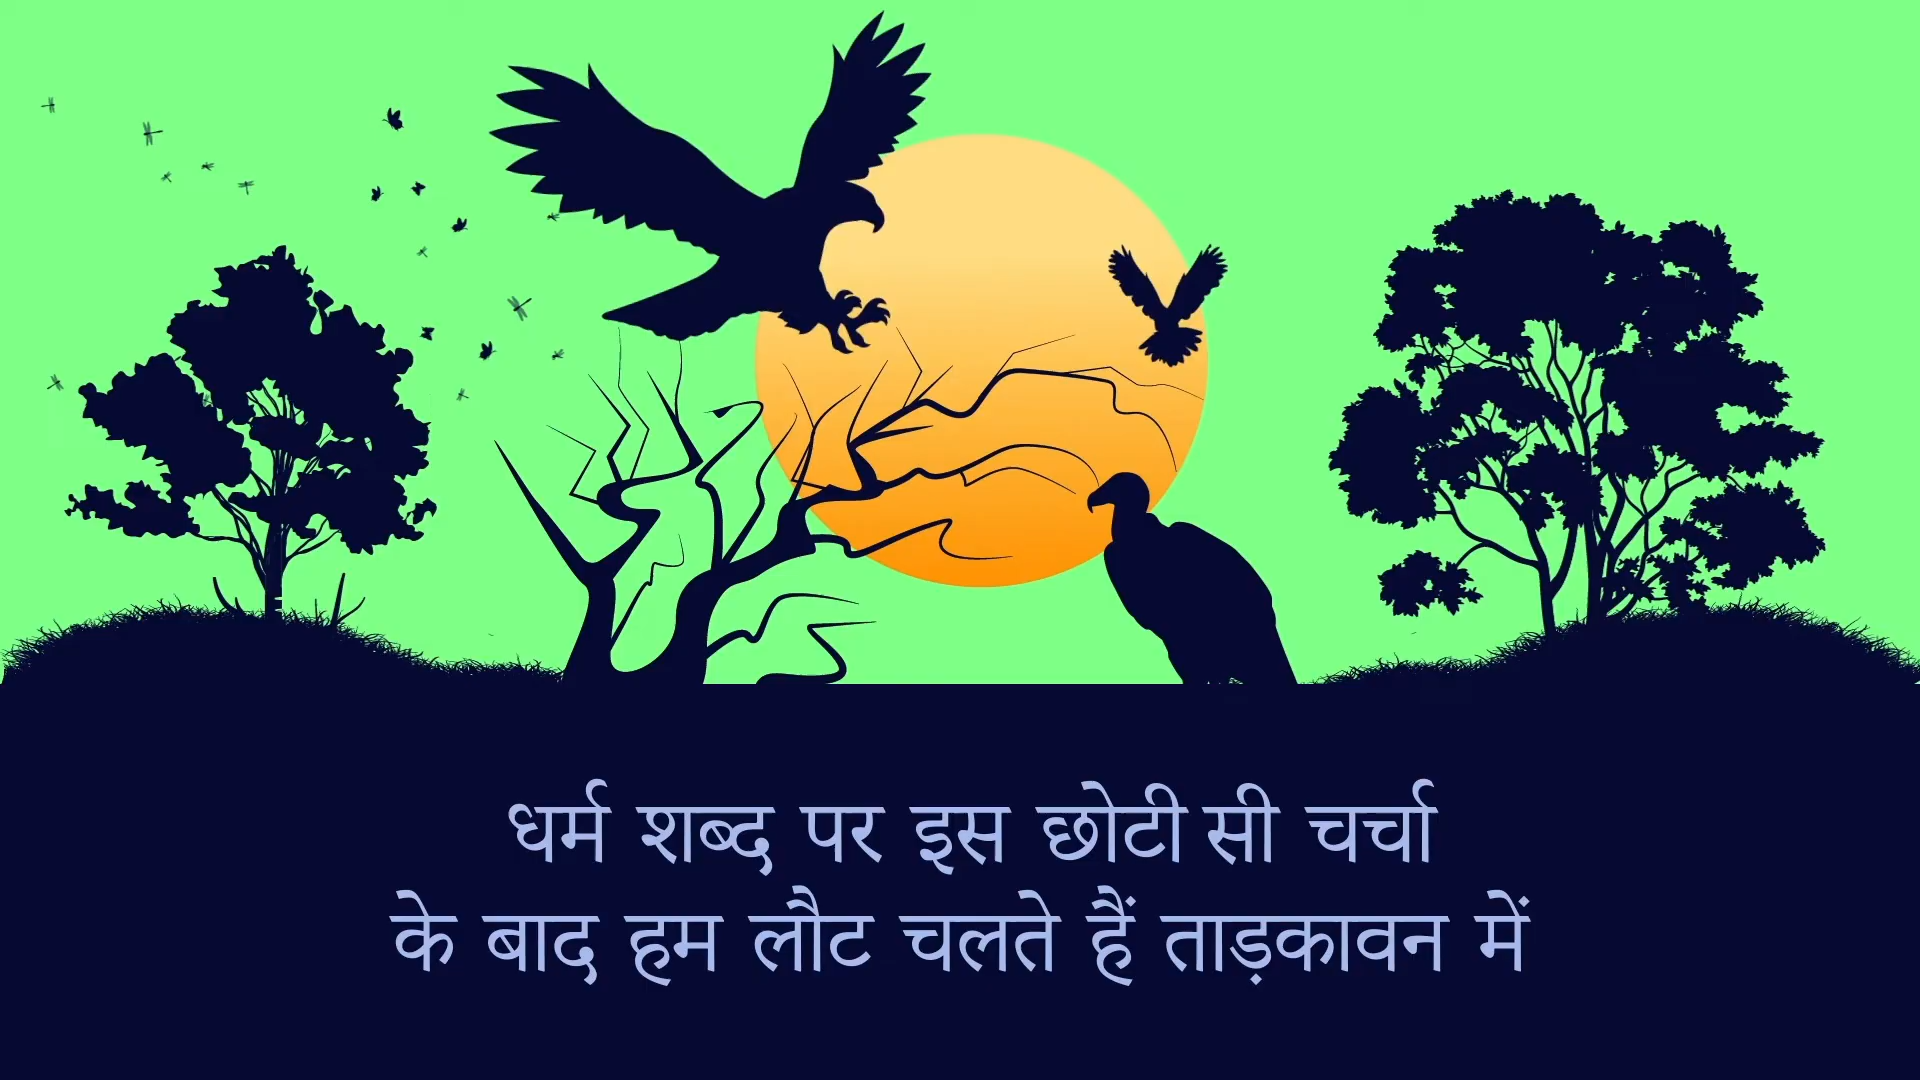 धर्म शब्द पर इस छोटी सी चर्चा
के बाद हम लौट चलते हैं ताड़कावन में